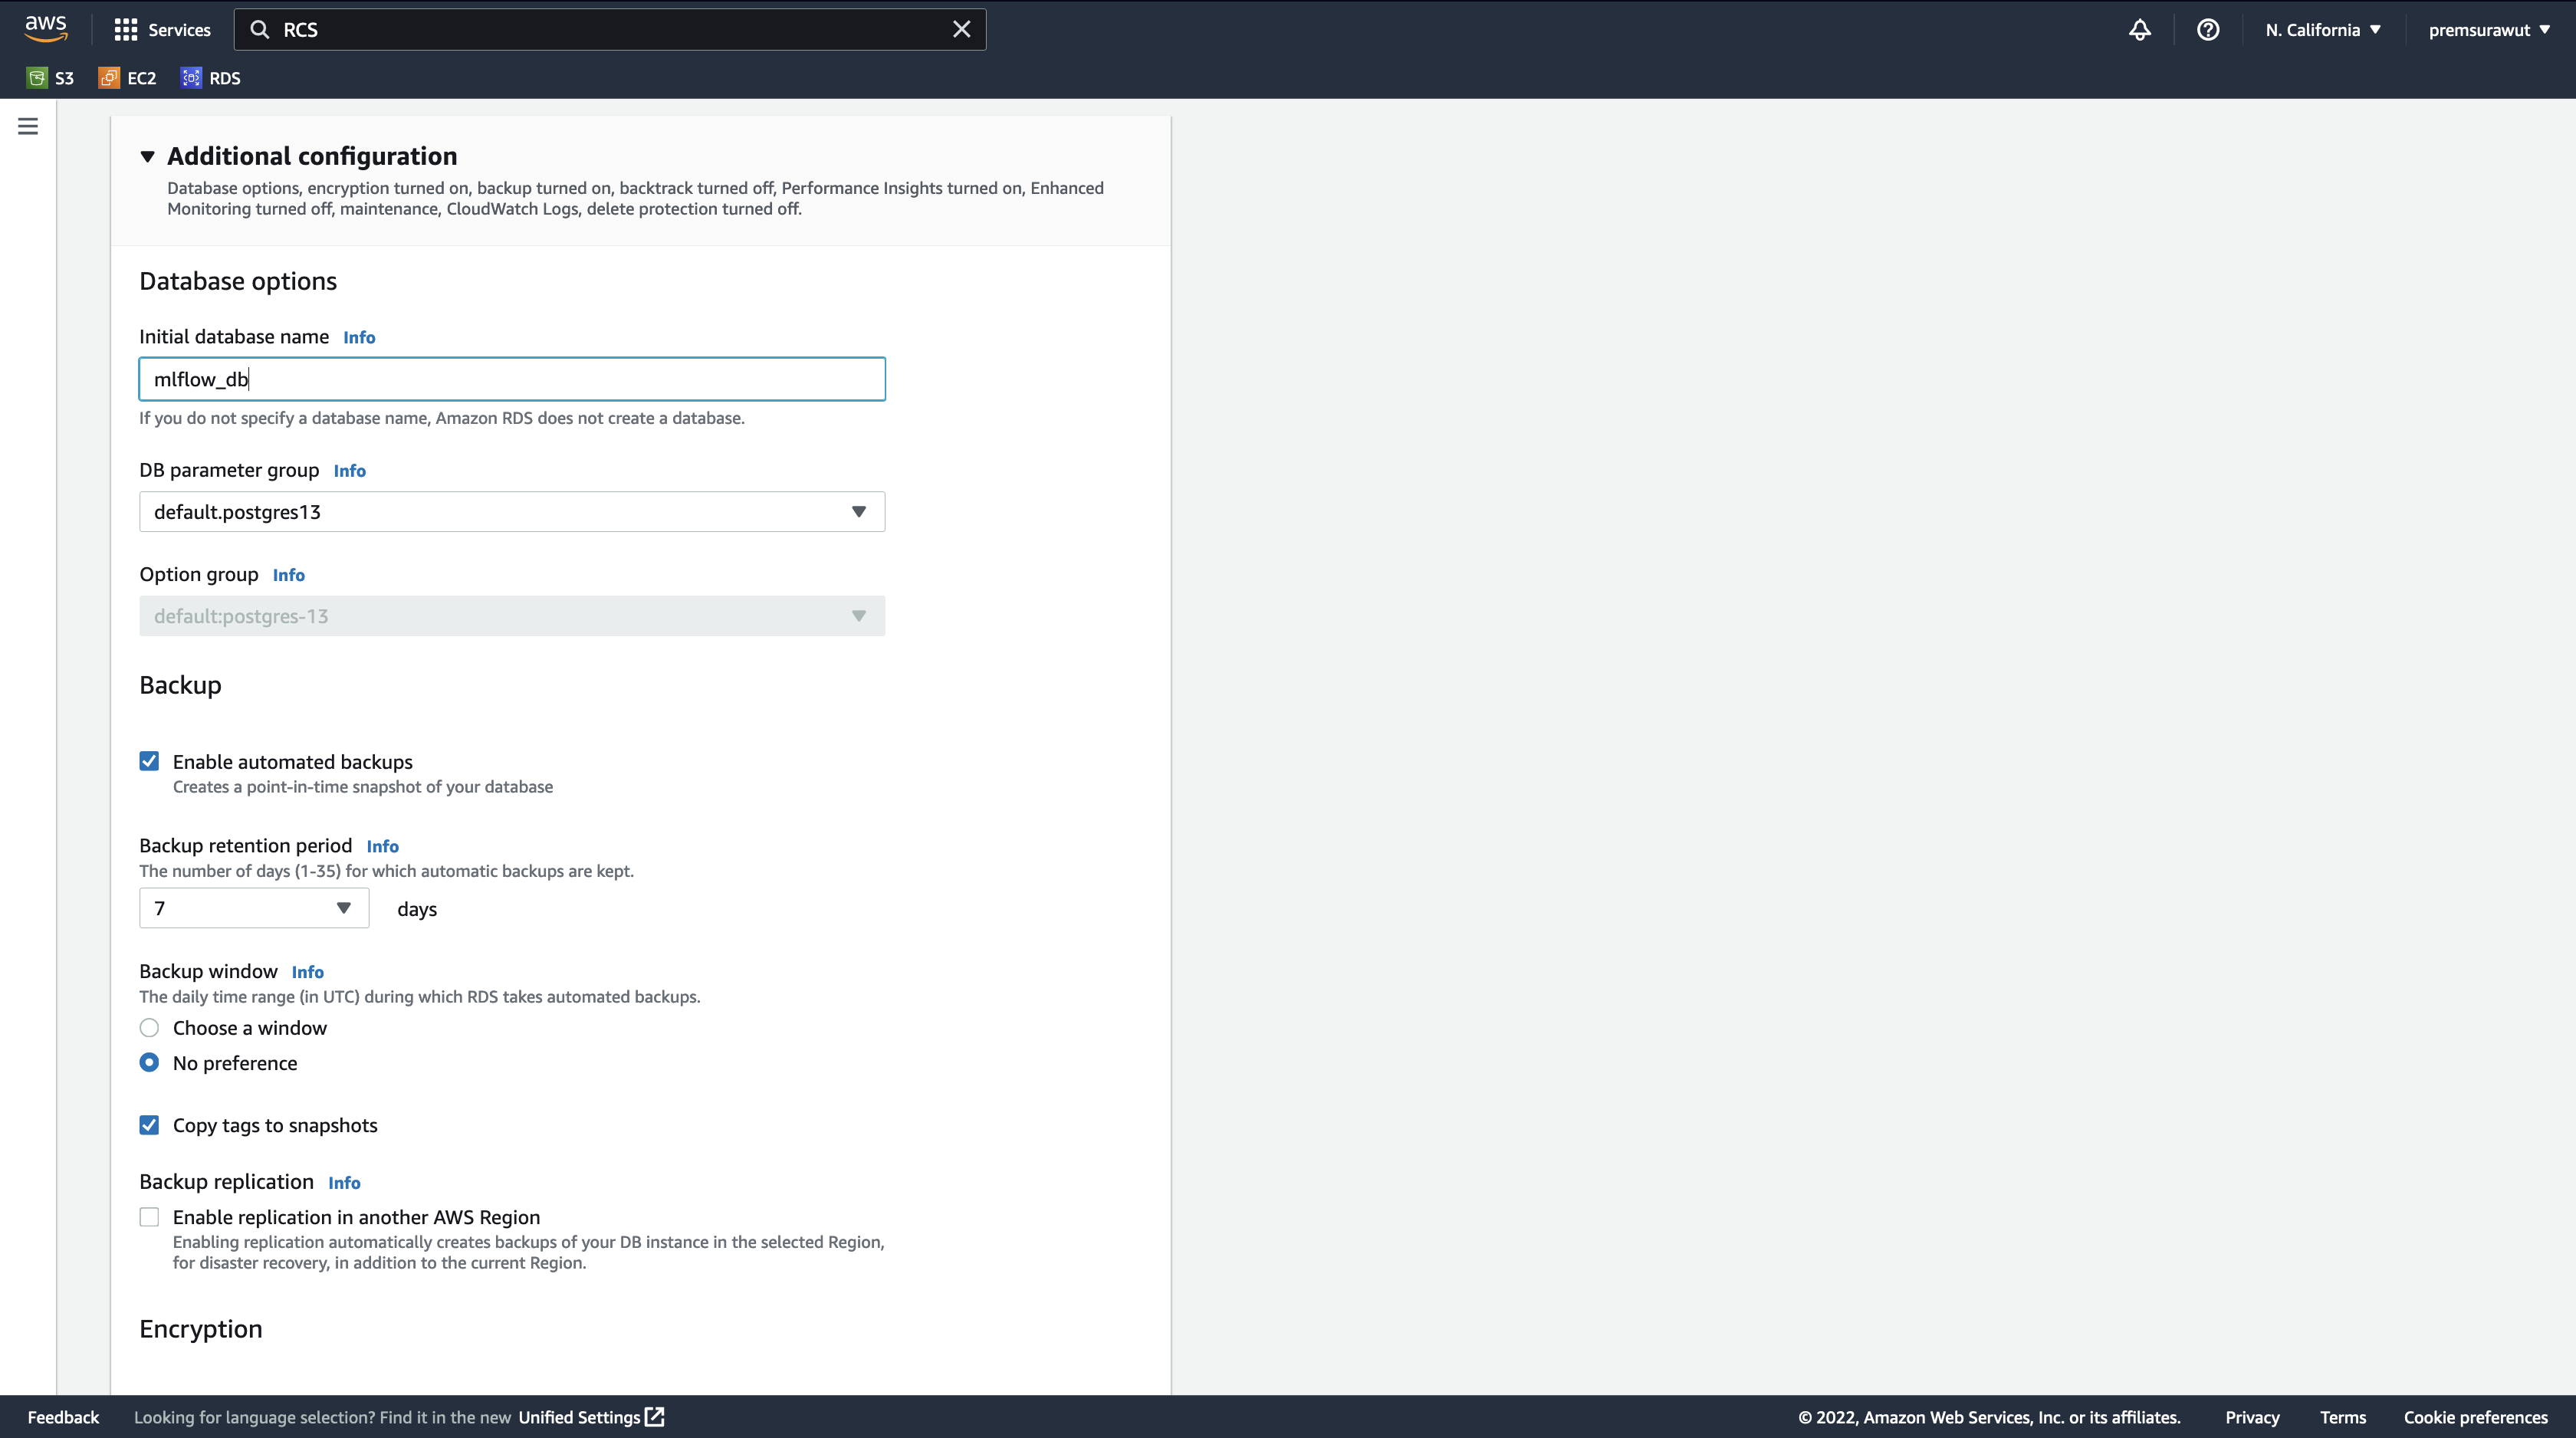 aws
Services
RCS
N. California
premsurawut
S3
EC2
RDS
Additional configuration
Database options, encryption turned on, backup turned on, backtrack turned off, Performance Insights turned on, Enhanced
Monitoring turned off, maintenance, CloudWatch Logs, delete protection turned off.
Database options
Initial database name Info
mlflow_db
If you do not specify a database name, Amazon RDS does not create a database.
DB parameter group Info
default.postgres13
Option group Info
default:postgres-13
Backup
Enable automated backups
Creates a point-in-time snapshot of your database
Backup retention period Info
The number of days (1-35) for which automatic backups are kept.
7 days
Backup window Info
The daily time range (in UTC) during which RDS takes automated backups.
Choose a window
No preference
Copy tags to snapshots
Backup replication Info
Enable replication in another AWS Region
Enabling replication automatically creates backups of your DB instance in the selected Region,
for disaster recovery, in addition to the current Region.
Encryption
Feedback Looking for language selection? Find it in the new Unified Settings © 2022, Amazon Web Services, Inc. or its affiliates. Privacy Terms Cookie preferences